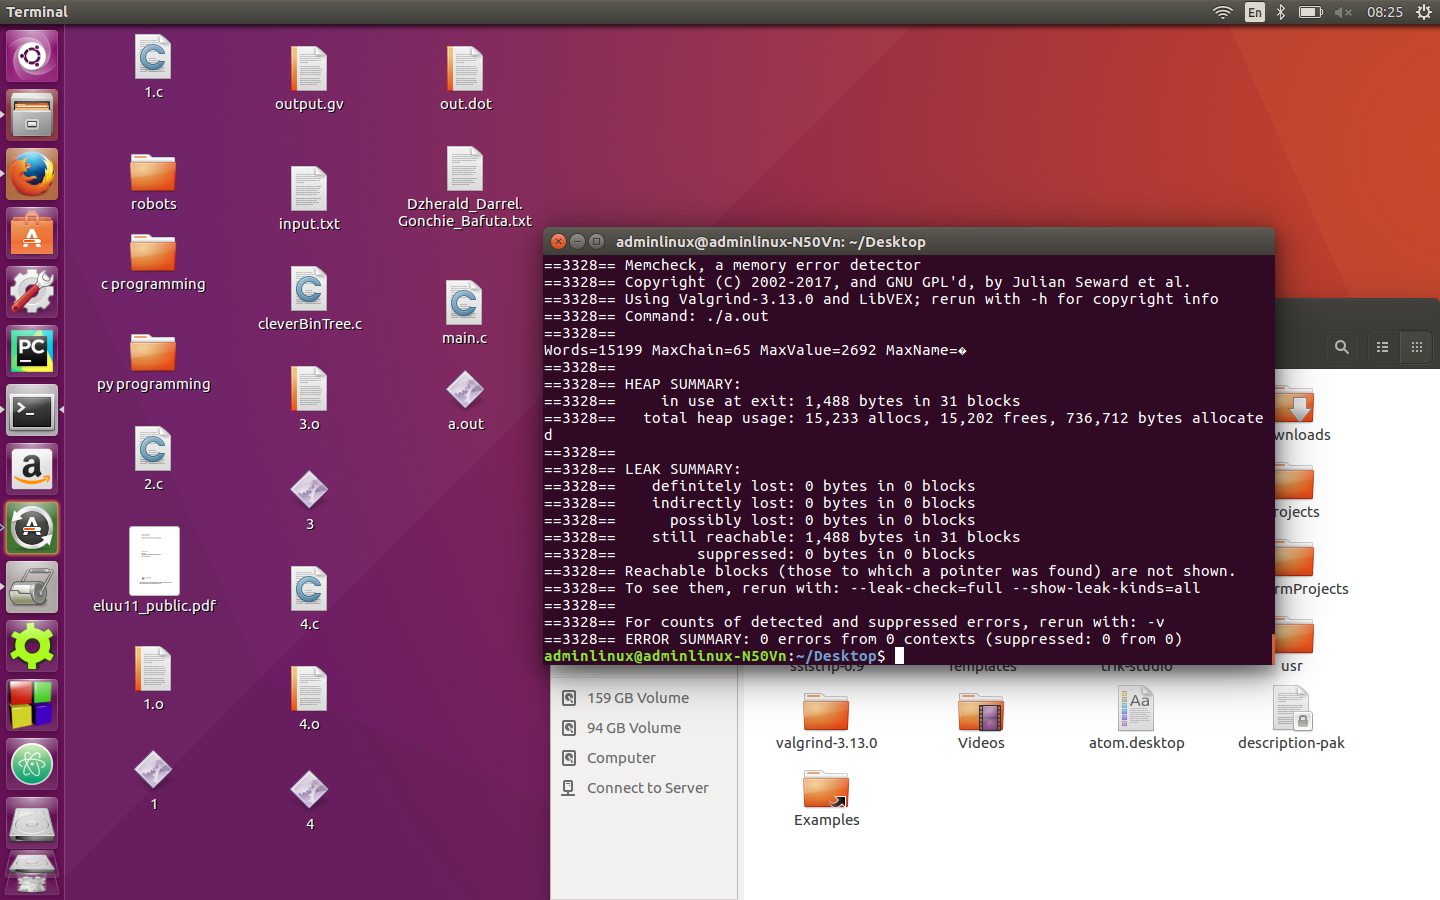 Terminal
En
08:25
1.c
output.gv
out.dot
robots
input.txt
Dzherald_Darrel.
Gonchie_Bafuta.txt
c programming
cleverBinTree.c
main.c
py programming
3.o
a.out
2.c
3
eluu11_public.pdf
4.c
1.o
4.o
1
4
PC
a
adminlinux@adminlinux-N50Vn: ~/Desktop
==3328== Memcheck, a memory error detector
==3328== Copyright (C) 2002-2017, and GNU GPL'd, by Julian Seward et al.
==3328== Using Valgrind-3.13.0 and LibVEX; rerun with -h for copyright info
==3328== Command: ./a.out
==3328==
Words=15199 MaxChain=65 MaxValue=2692 MaxName=�
==3328==
==3328== HEAP SUMMARY:
==3328==     in use at exit: 1,488 bytes in 31 blocks
==3328==   total heap usage: 15,233 allocs, 15,202 frees, 736,712 bytes allocate
d
==3328==
==3328== LEAK SUMMARY:
==3328==    definitely lost: 0 bytes in 0 blocks
==3328==    indirectly lost: 0 bytes in 0 blocks
==3328==      possibly lost: 0 bytes in 0 blocks
==3328==    still reachable: 1,488 bytes in 31 blocks
==3328==         suppressed: 0 bytes in 0 blocks
==3328== Reachable blocks (those to which a pointer was found) are not shown.
==3328== To see them, rerun with: --leak-check=full --show-leak-kinds=all
==3328==
==3328== For counts of detected and suppressed errors, rerun with: -v
==3328== ERROR SUMMARY: 0 errors from 0 contexts (suppressed: 0 from 0)
adminlinux@adminlinux-N50Vn:~/Desktop$
wnloads
rojects
rmProjects
Templates
trik-studio
usr
159 GB Volume
94 GB Volume
Computer
Connect to Server
valgrind-3.13.0
Videos
Aa
atom.desktop
description-pak
Examples